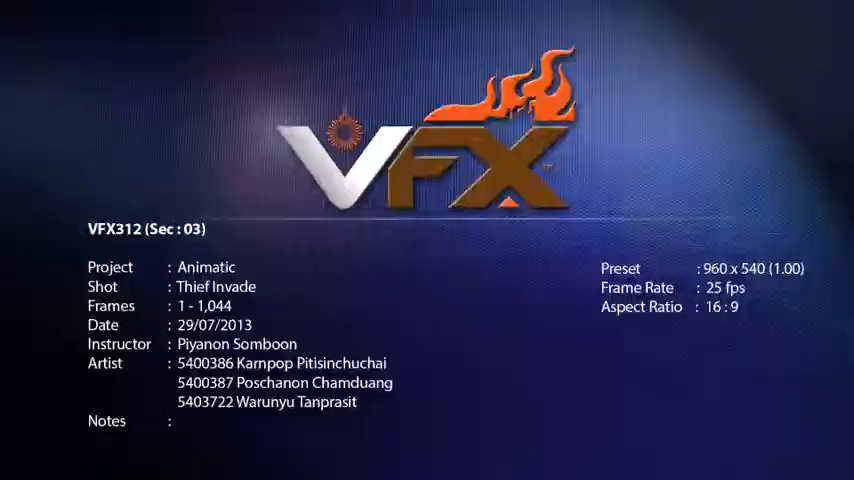 VFX™
VFX312 (Sec : 03)
Project : Animatic
Shot : Thief Invade
Frames : 1 - 1,044
Date : 29/07/2013
Instructor : Piyanon Somboon
Artist : 5400386 Karnpop Pitisinchuchai
5400387 Poschanon Chamduang
5403722 Warunyu Tanprasit
Notes :
Preset : 960 x 540 (1.00)
Frame Rate : 25 fps
Aspect Ratio : 16 : 9